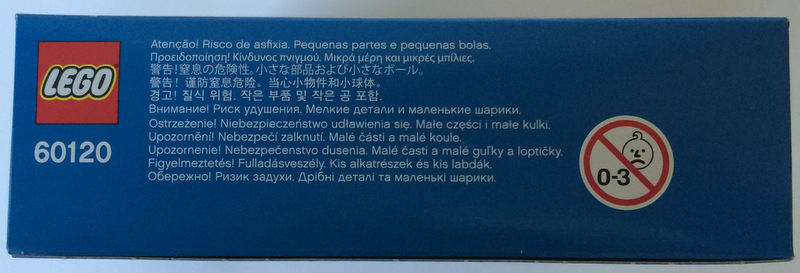 LEGO
60120
Atenção! Risco de asfixia. Pequenas partes e pequenas bolas.
Προειδοποίηση! Κίνδυνος πνιγμού. Μικρά μέρη και μικρές μπίλιες.
警告!窒息の危険性。小さな部品および小さなボール。
警告！谨防窒息危险。当心小物件和小球体。
경고! 질식 위험. 작은 부품 및 작은 공 포함.
Внимание! Риск удушения. Мелкие детали и маленькие шарики.
Ostrzeżenie! Niebezpieczeństwo udławienia się. Małe części i małe kulki.
Upozornění! Nebezpečí zalknutí. Malé části a malé koule.
Upozornenie! Nebezpečenstvo dusenia. Malé časti a malé guľky a loptičky.
Figyelmeztetés! Fulladásveszély. Kis alkatrészek és kis labdák.
Обережно! Ризик задухи. Дрібні деталі та маленькі шарики.
0-3